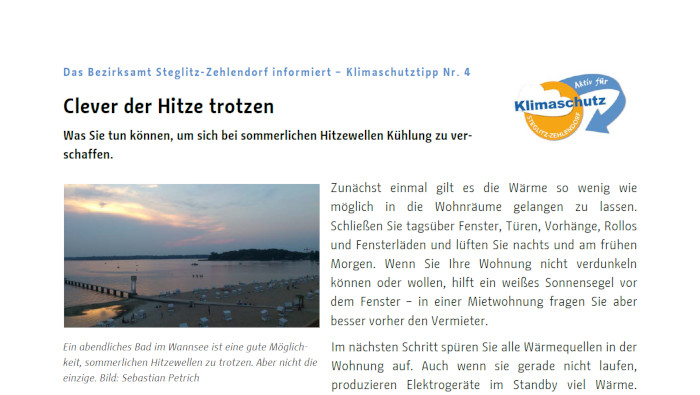 Das Bezirksamt Steglitz-Zehlendorf informiert – Klimaschutztipp Nr. 4
Aktiv für
Klimaschutz
STEGLITZ-ZEHLENDORF
Clever der Hitze trotzen
Was Sie tun können, um sich bei sommerlichen Hitzewellen Kühlung zu ver-
schaffen.
Ein abendliches Bad im Wannsee ist eine gute Möglich-
keit, sommerlichen Hitzewellen zu trotzen. Aber nicht die
einzige. Bild: Sebastian Petrich
Zunächst einmal gilt es die Wärme so wenig wie
möglich in die Wohnräume gelangen zu lassen.
Schließen Sie tagsüber Fenster, Türen, Vorhänge, Rollos
und Fensterläden und lüften Sie nachts und am frühen
Morgen. Wenn Sie Ihre Wohnung nicht verdunkeln
können oder wollen, hilft ein weißes Sonnensegel vor
dem Fenster – in einer Mietwohnung fragen Sie aber
besser vorher den Vermieter.
Im nächsten Schritt spüren Sie alle Wärmequellen in der
Wohnung auf. Auch wenn sie gerade nicht laufen,
produzieren Elektrogeräte im Standby viel Wärme.